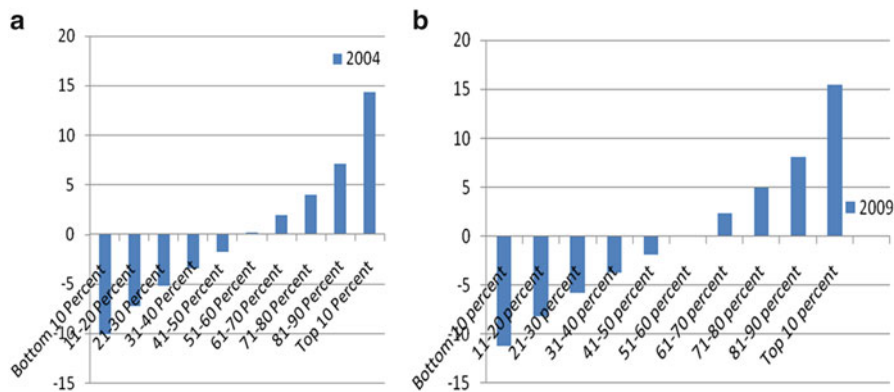 a
20
15
10
5
0
-5
-10
-15
2004
Bottom 10 Percent
11-20 Percent
21-30 Percent
31-40 Percent
41-50 Percent
51-60 Percent
61-70 Percent
71-80 Percent
81-90 Percent
Top 10 Percent
b
20
15
10
5
0
-5
-10
-15
2009
Bottom 10 percent
11-20 percent
21-30 percent
31-40 percent
41-50 percent
51-60 percent
61-70 percent
71-80 percent
81-90 percent
Top 10 percent